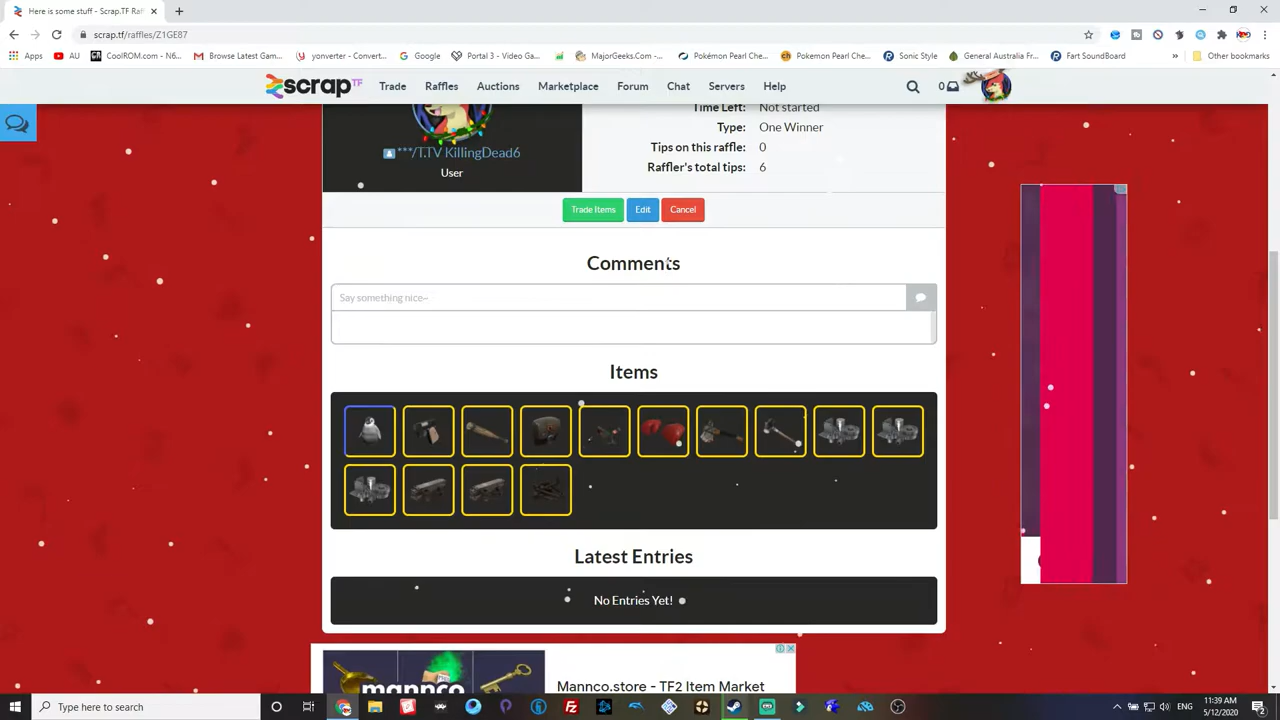 Here is some stuff - Scrap.TF Raf
scrap.tf/raffles/Z1GE87
Apps
AU
CoolROM.com - N6...
Browse Latest Gam...
yonverter - Convert...
Google
Portal 3 - Video Ga...
MajorGeeks.Com -...
Pokémon Pearl Che...
Pokemon Pearl Che...
Sonic Style
General Australia Fr...
Fart SoundBoard
Other bookmarks
scrap TF
Trade
Raffles
Auctions
Marketplace
Forum
Chat
Servers
Help
0
Time Left: Not started
Type: One Winner
***/T.TV KillingDead6
Tips on this raffle: 0
User
Raffler's total tips: 6
Trade Items
Edit
Cancel
Comments
Say something nice~
Items
Latest Entries
No Entries Yet!
mannco
Mannco.store - TF2 Item Market
Type here to search
11:39 AM
5/12/2020